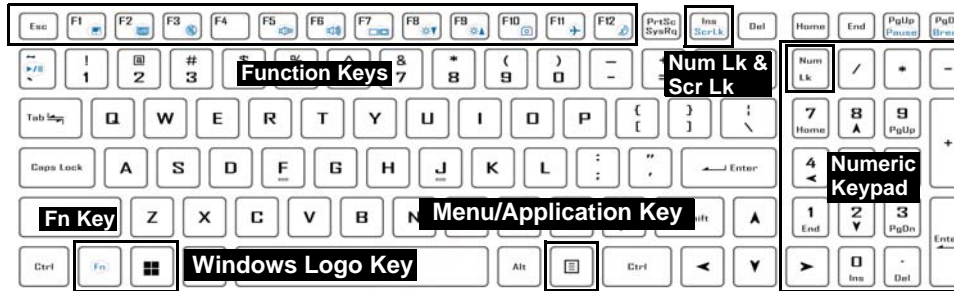 Esc F1 F2 F3 F4 F5 F6 F7 F8 F9 F10 F11 F12 PrtSc SysRq Ins ScrLk Del Home End PgUp Pause PgD Brea
! 1 @ 2 # 3 $ % & 7 * 8 ( 9 ) 0 Num Lk / * -
Function Keys
Num Lk &
Scr Lk
Tab Q W E R T Y U I O P { [ } ] \ 7 Home 8 9 PgUp +
Caps Lock A S D F G H J K L : ; " ' Enter 4
Numeric
Keypad
Fn Key Z X C V B N Menu/Application Key 1 End 2 3 PgDn Ente
Ctrl Fn Windows Logo Key Alt Ctrl 0 Ins . Del